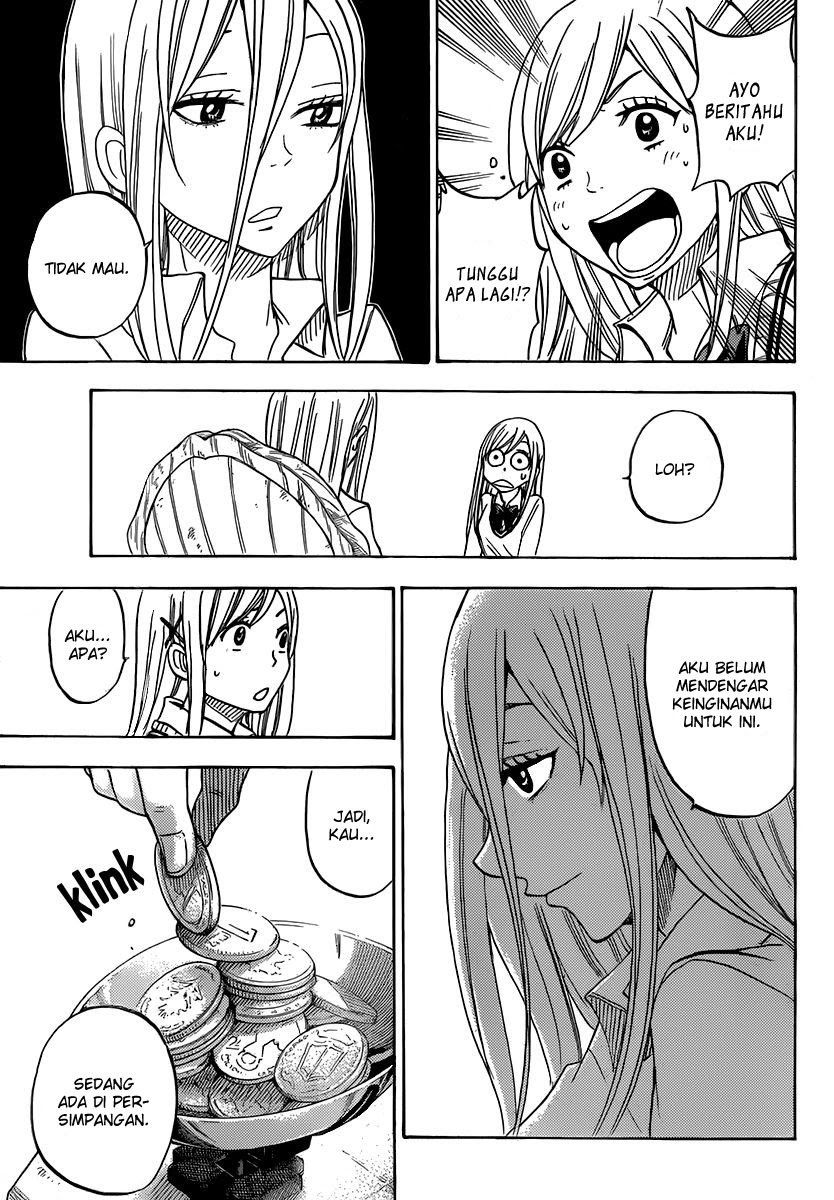 AYO
BERITAHU
AKU!
TUNGGU
APA LAGI!?
TIDAK MAU.
LOH?
AKU BELUM
MENDENGAR
KEINGINANMU
UNTUK INI.
AKU...
APA?
JADI,
KAU...
klink
SEDANG
ADA DI PER-
SIMPANGAN.